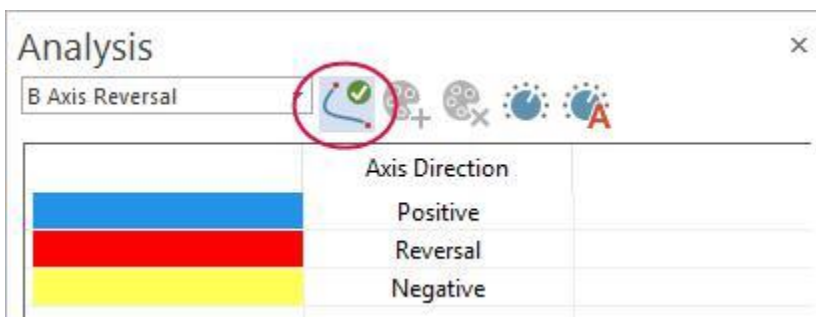 Analysis
B Axis Reversal
A
Axis Direction
Positive
Reversal
Negative